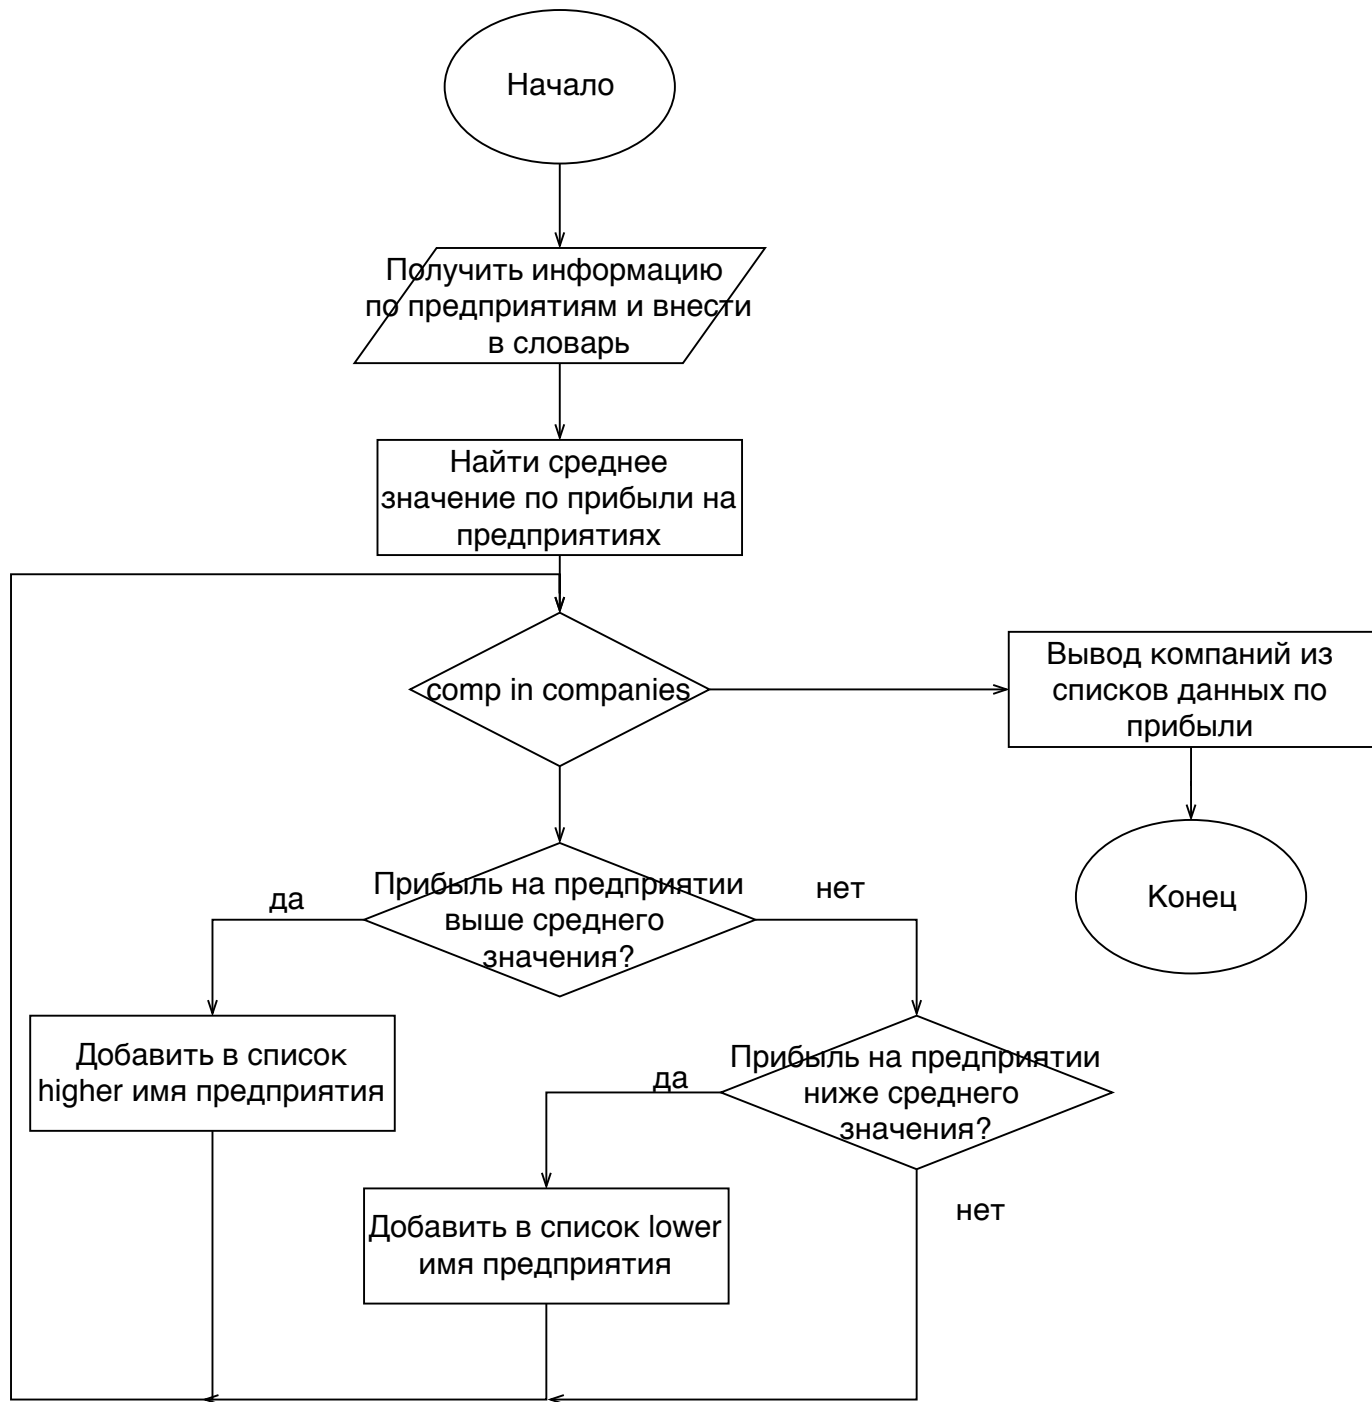 Начало
Получить информацию
по предприятиям и внести
в словарь
Найти среднее
значение по прибыли на
предприятиях
comp in companies
Вывод компаний из
списков данных по
прибыли
Конец
Прибыль на предприятии
выше среднего
значения?
да
нет
Добавить в список
higher имя предприятия
Прибыль на предприятии
ниже среднего
значения?
да
нет
Добавить в список lower
имя предприятия